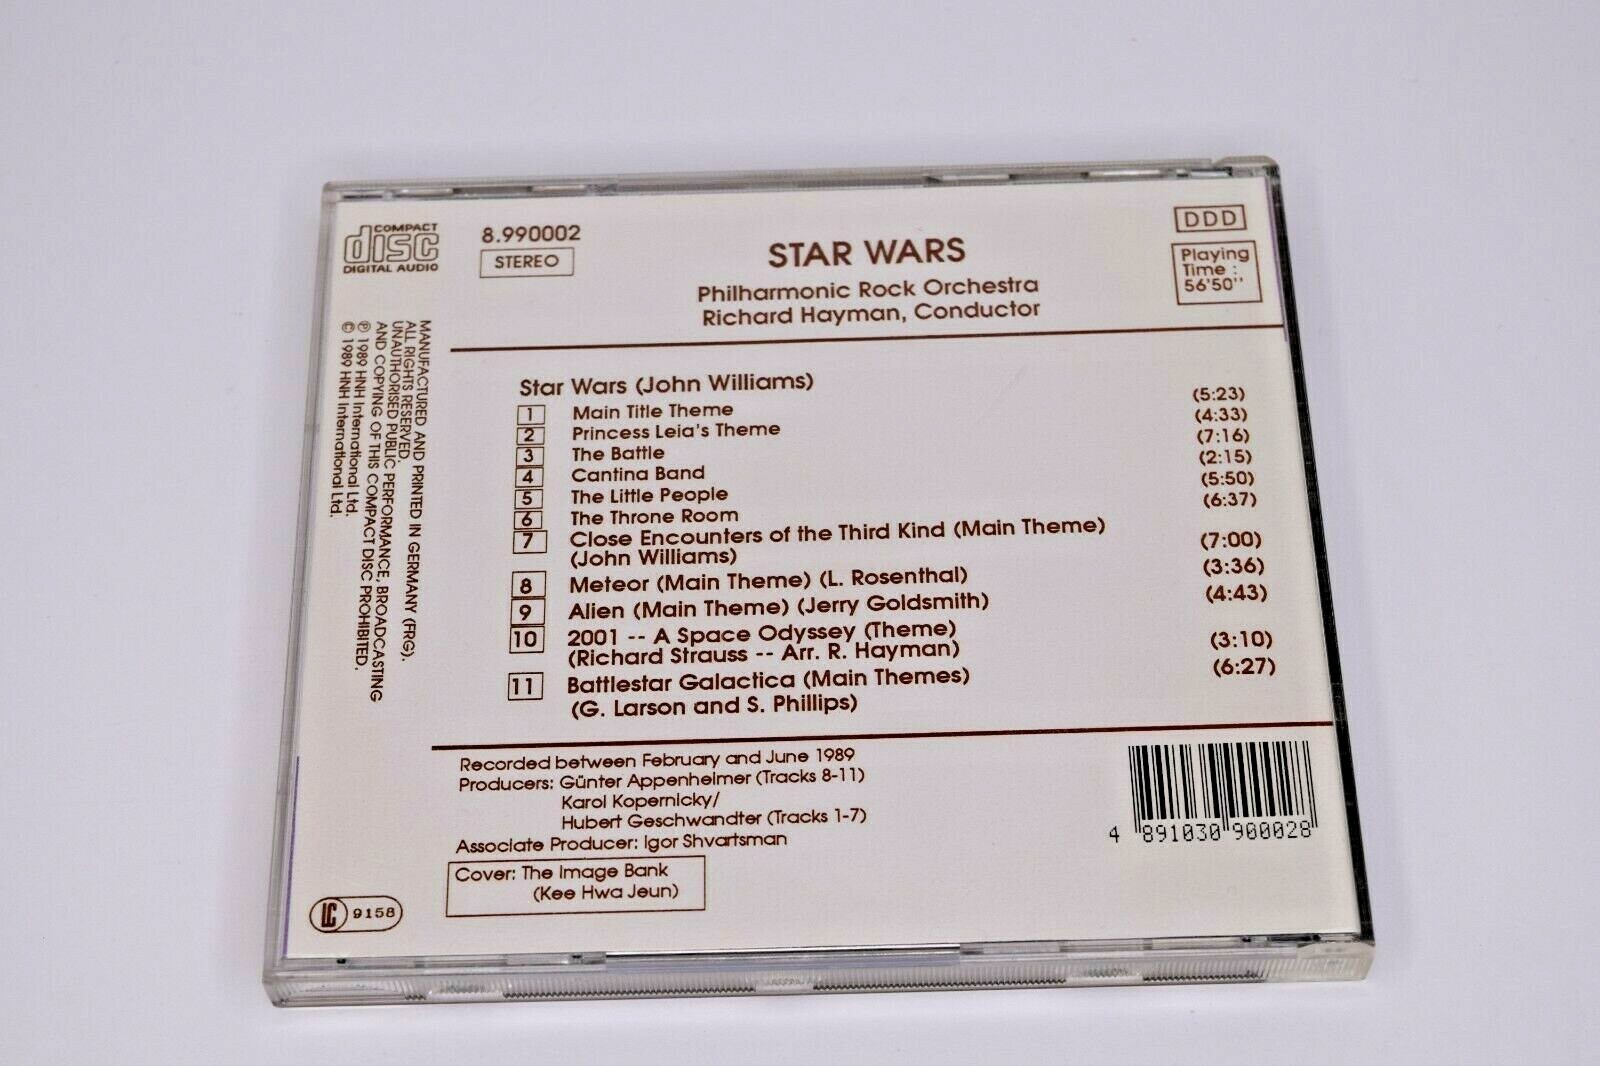 COMPACT
disc
DIGITAL AUDIO
8.990002
STEREO
STAR WARS
Philharmonic Rock Orchestra
Richard Hayman, Conductor
DDD
Playing
Time :
56'50''
MANUFACTURED AND PRINTED IN GERMANY (FRG).
ALL RIGHTS RESERVED.
UNAUTHORISED PUBLIC PERFORMANCE, BROADCASTING
AND COPYING OF THIS COMPACT DISC PROHIBITED.
℗ 1989 HNH International Ltd.
© 1989 HNH International Ltd.
Star Wars (John Williams)
1 Main Title Theme (5:23)
2 Princess Leia's Theme (4:33)
3 The Battle (7:16)
4 Cantina Band (2:15)
5 The Little People (5:50)
6 The Throne Room (6:37)
7 Close Encounters of the Third Kind (Main Theme)
(John Williams) (7:00)
8 Meteor (Main Theme) (L. Rosenthal) (3:36)
9 Alien (Main Theme) (Jerry Goldsmith) (4:43)
10 2001 -- A Space Odyssey (Theme)
(Richard Strauss -- Arr. R. Hayman) (3:10)
11 Battlestar Galactica (Main Themes) (6:27)
(G. Larson and S. Phillips)
Recorded between February and June 1989
Producers: Günter Appenheimer (Tracks 8-11)
Karol Kopernicky/
Hubert Geschwandter (Tracks 1-7)
Associate Producer: Igor Shvartsman
Cover: The Image Bank
(Kee Hwa Jeun)
4 891030 900028
LC 9158